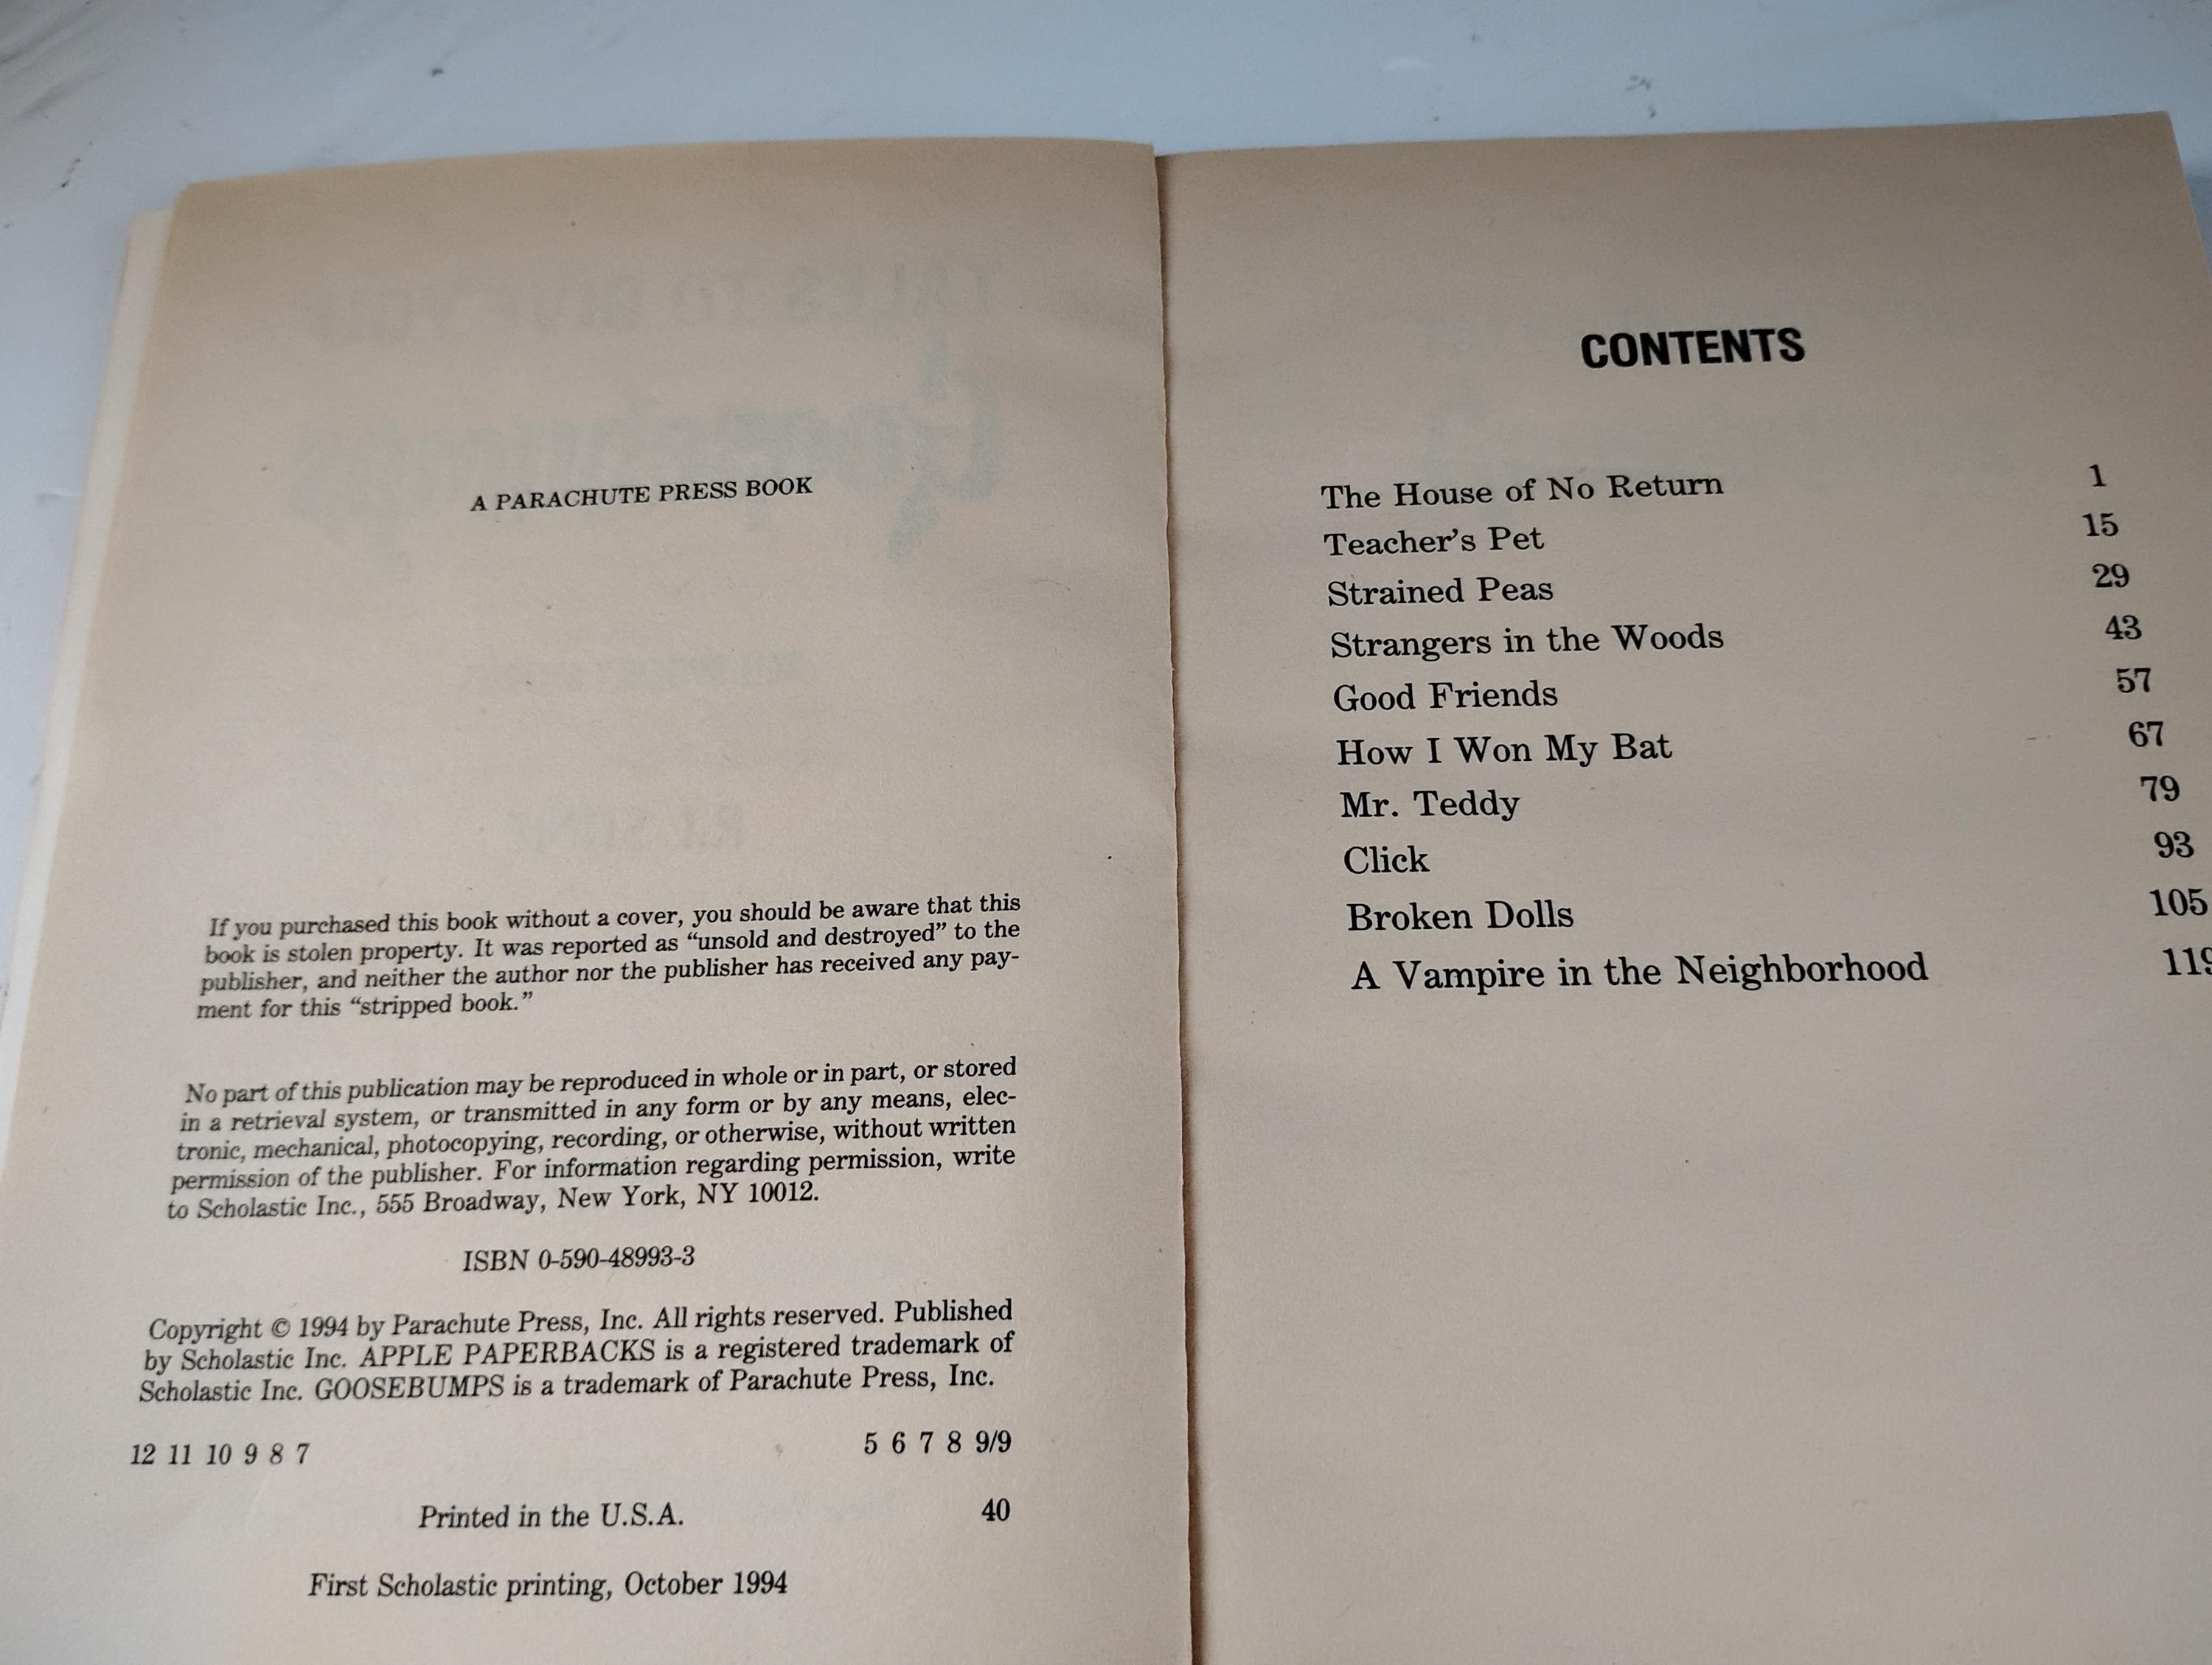 A PARACHUTE PRESS BOOK
If you purchased this book without a cover, you should be aware that this
book is stolen property. It was reported as “unsold and destroyed” to the
publisher, and neither the author nor the publisher has received any pay-
ment for this “stripped book.”
No part of this publication may be reproduced in whole or in part, or stored
in a retrieval system, or transmitted in any form or by any means, elec-
tronic, mechanical, photocopying, recording, or otherwise, without written
permission of the publisher. For information regarding permission, write
to Scholastic Inc., 555 Broadway, New York, NY 10012.
ISBN 0-590-48993-3
Copyright © 1994 by Parachute Press, Inc. All rights reserved. Published
by Scholastic Inc. APPLE PAPERBACKS is a registered trademark of
Scholastic Inc. GOOSEBUMPS is a trademark of Parachute Press, Inc.
12 11 10 9 8 7 5 6 7 8 9/9
Printed in the U.S.A. 40
First Scholastic printing, October 1994
CONTENTS
The House of No Return 1
Teacher’s Pet 15
Strained Peas 29
Strangers in the Woods 43
Good Friends 57
How I Won My Bat 67
Mr. Teddy 79
Click 93
Broken Dolls 105
A Vampire in the Neighborhood 119